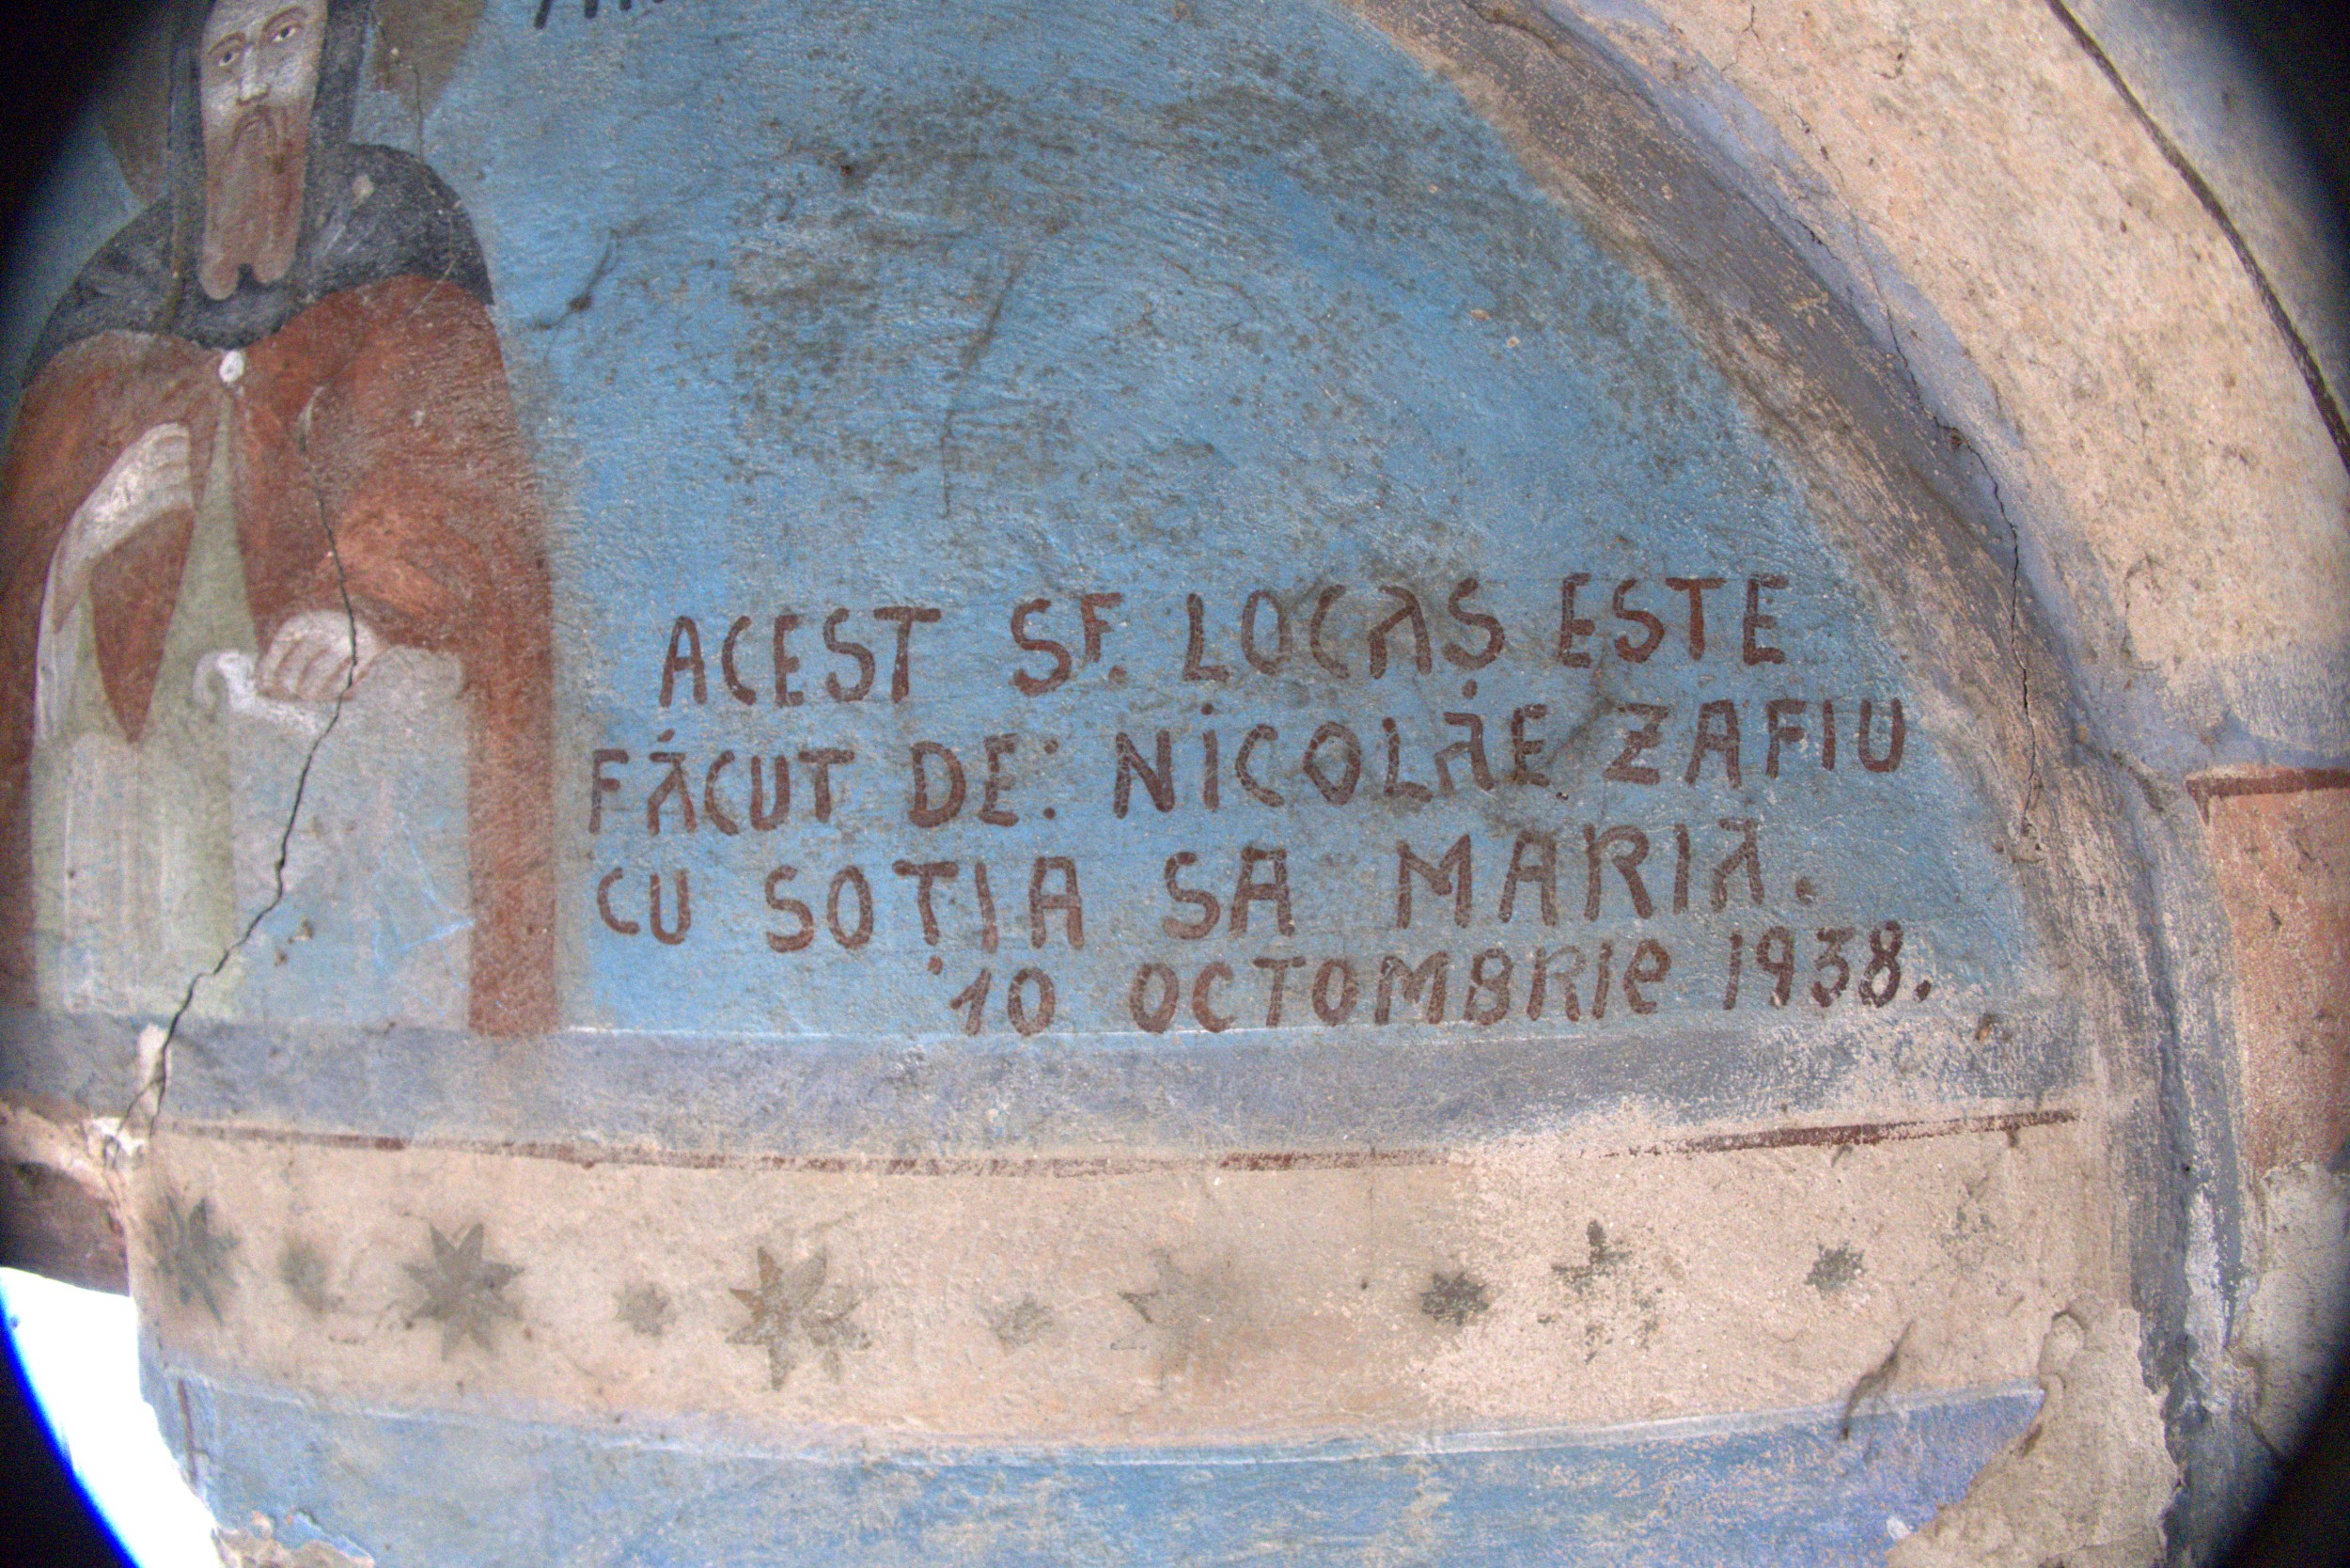 ACEST SF. LOCAȘ ESTE
FĂCUT DE: NICOLAE ZAFIU
CU SOȚIA SA MARIA.
10 OCTOMBRIE 1938.